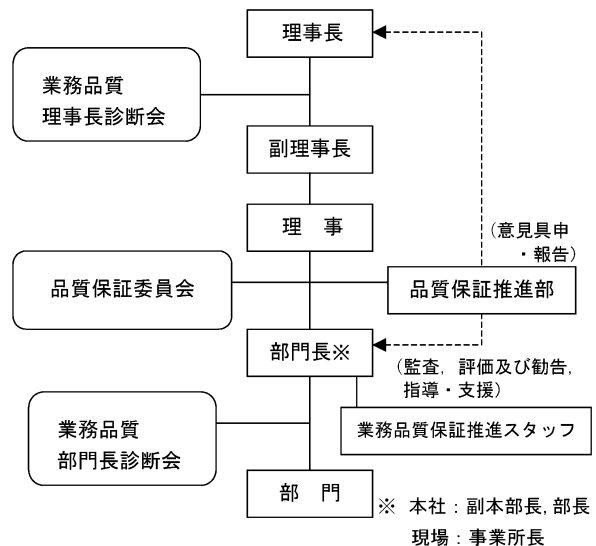 理事長
業務品質
理事長診断会
副理事長
理　事
（意見具申
・報告）
品質保証委員会
品質保証推進部
部門長※
（監査，評価及び勧告，
指導・支援）
業務品質
部門長診断会
業務品質保証推進スタッフ
部　門
※　本社：副本部長，部長
現場：事業所長